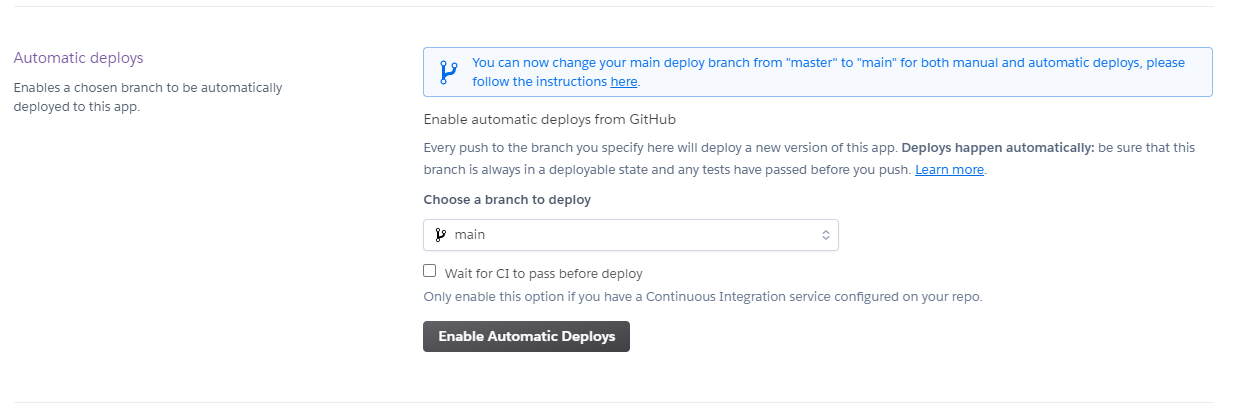 Automatic deploys
Enables a chosen branch to be automatically
deployed to this app.
You can now change your main deploy branch from "master" to "main" for both manual and automatic deploys, please
follow the instructions here.
Enable automatic deploys from GitHub
Every push to the branch you specify here will deploy a new version of this app. Deploys happen automatically: be sure that this
branch is always in a deployable state and any tests have passed before you push. Learn more.
Choose a branch to deploy
main
Wait for CI to pass before deploy
Only enable this option if you have a Continuous Integration service configured on your repo.
Enable Automatic Deploys